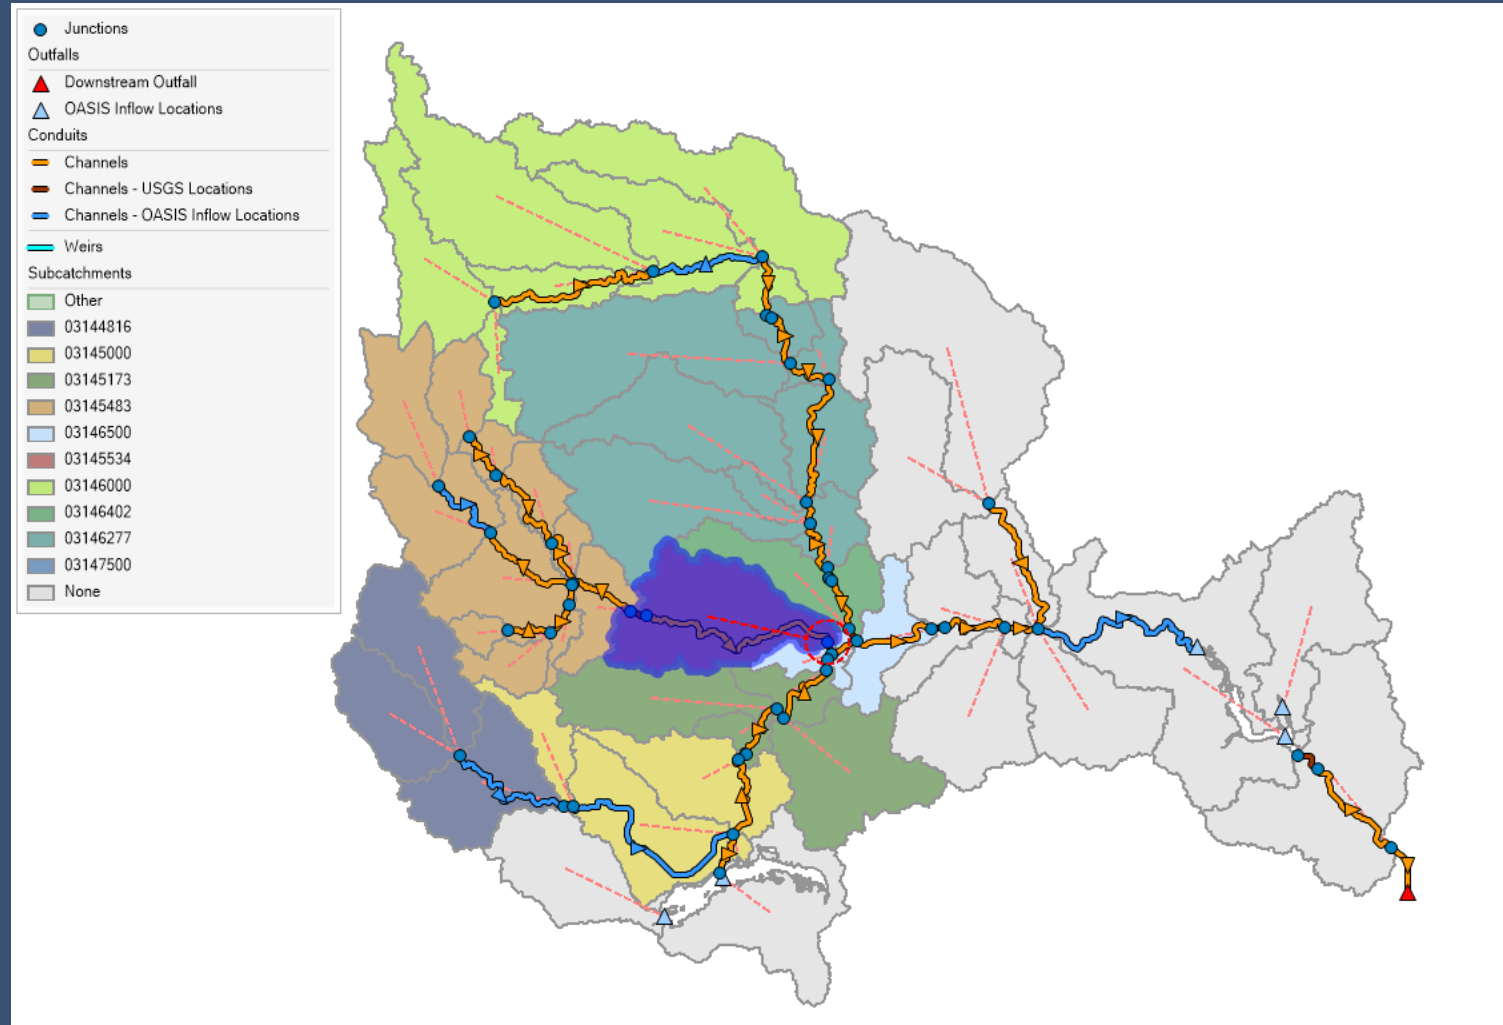 Junctions
Outfalls
Downstream Outfall
OASIS Inflow Locations
Conduits
Channels
Channels - USGS Locations
Channels - OASIS Inflow Locations
Weirs
Subcatchments
Other
03144816
03145000
03145173
03145483
03146500
03145534
03146000
03146402
03146277
03147500
None